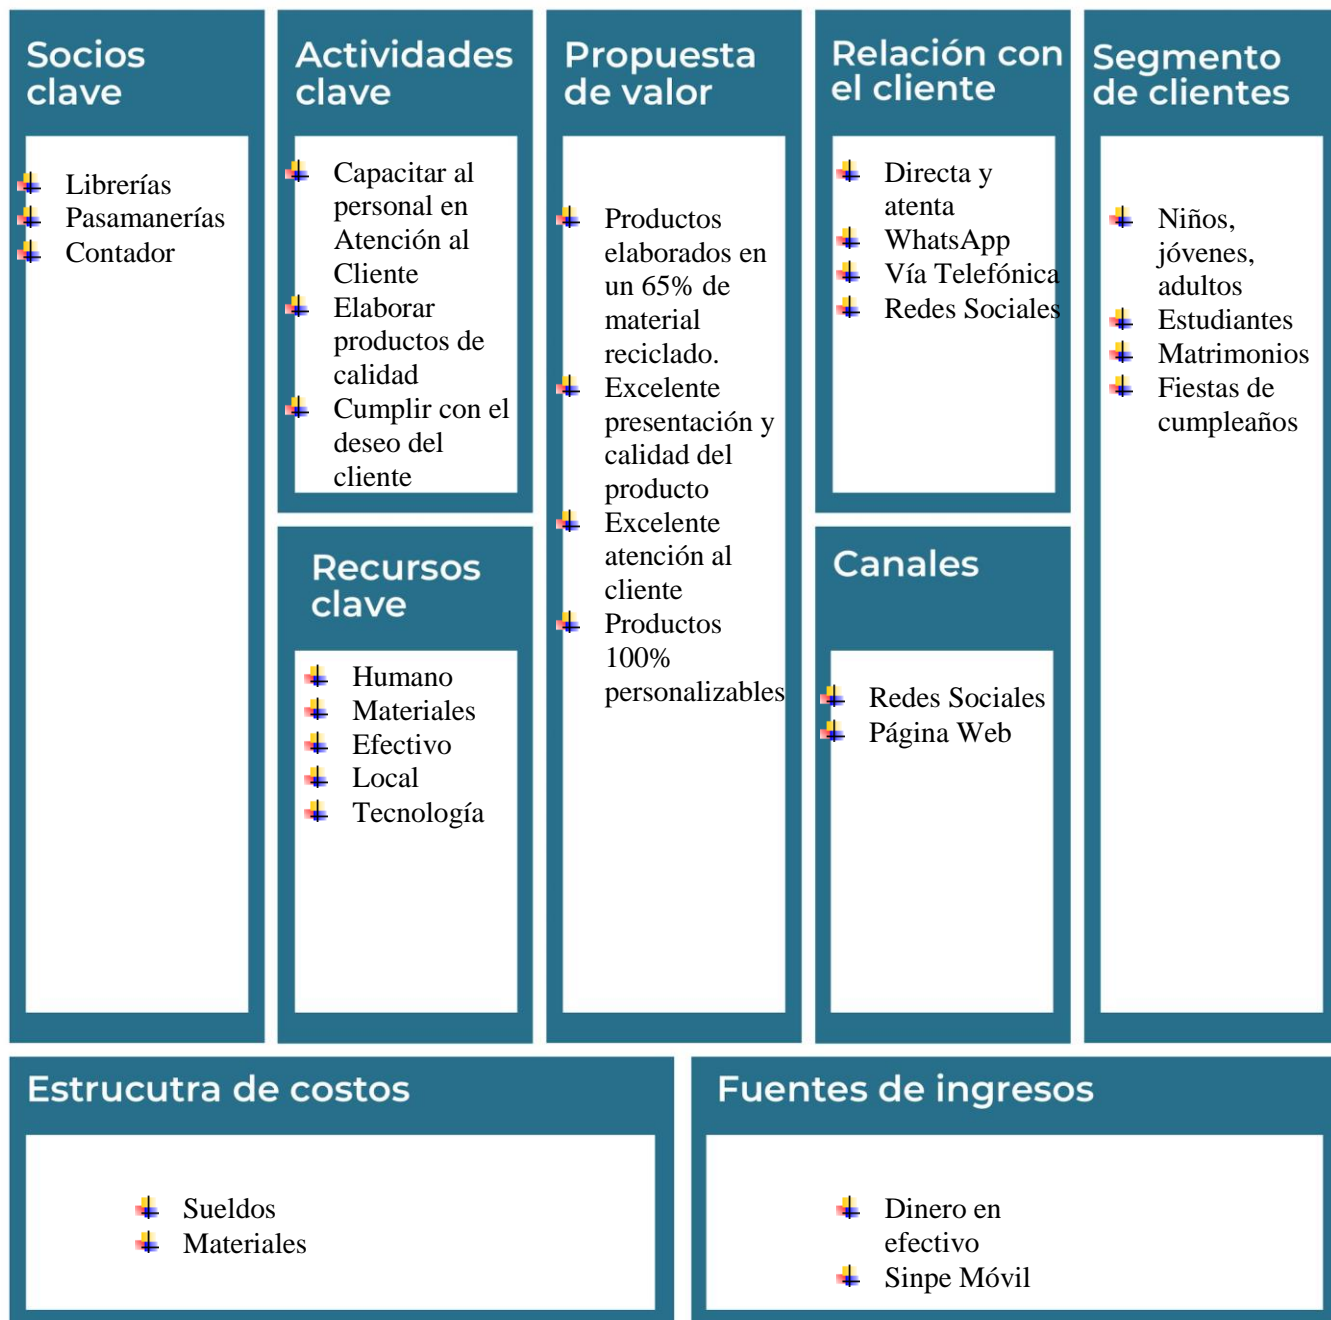 Socios
clave
Librerías
Pasamanerías
Contador
Actividades
clave
Capacitar al
personal en
Atención al
Cliente
Elaborar
productos de
calidad
Cumplir con el
deseo del
cliente
Recursos
clave
Humano
Materiales
Efectivo
Local
Tecnología
Propuesta
de valor
Productos
elaborados en
un 65% de
material
reciclado.
Excelente
presentación y
calidad del
producto
Excelente
atención al
cliente
Productos
100%
personalizables
Relación con
el cliente
Directa y
atenta
WhatsApp
Vía Telefónica
Redes Sociales
Canales
Redes Sociales
Página Web
Segmento
de clientes
Niños,
jóvenes,
adultos
Estudiantes
Matrimonios
Fiestas de
cumpleaños
Estrucutra de costos
Sueldos
Materiales
Fuentes de ingresos
Dinero en
efectivo
Sinpe Móvil